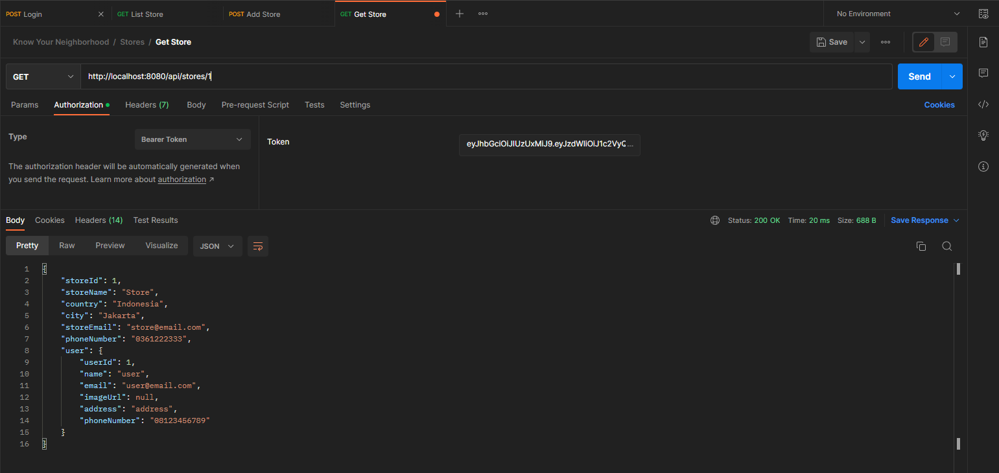 POST Login GET List Store POST Add Store GET Get Store No Environment
Know Your Neighborhood / Stores / Get Store Save
GET http://localhost:8080/api/stores/1 Send
Params Authorization Headers (7) Body Pre-request Script Tests Settings Cookies
Type Bearer Token
The authorization header will be automatically generated when
you send the request. Learn more about authorization ↗
Token eyJhbGciOiJIUzUxMiJ9.eyJzdWIiOiJ1c2VyQ...
Body Cookies Headers (14) Test Results Status: 200 OK Time: 20 ms Size: 688 B Save Response
Pretty Raw Preview Visualize JSON
1 {
2 "storeId": 1,
3 "storeName": "Store",
4 "country": "Indonesia",
5 "city": "Jakarta",
6 "storeEmail": "store@email.com",
7 "phoneNumber": "0361222333",
8 "user": {
9 "userId": 1,
10 "name": "user",
11 "email": "user@email.com",
12 "imageUrl": null,
13 "address": "address",
14 "phoneNumber": "08123456789"
15 }
16 }